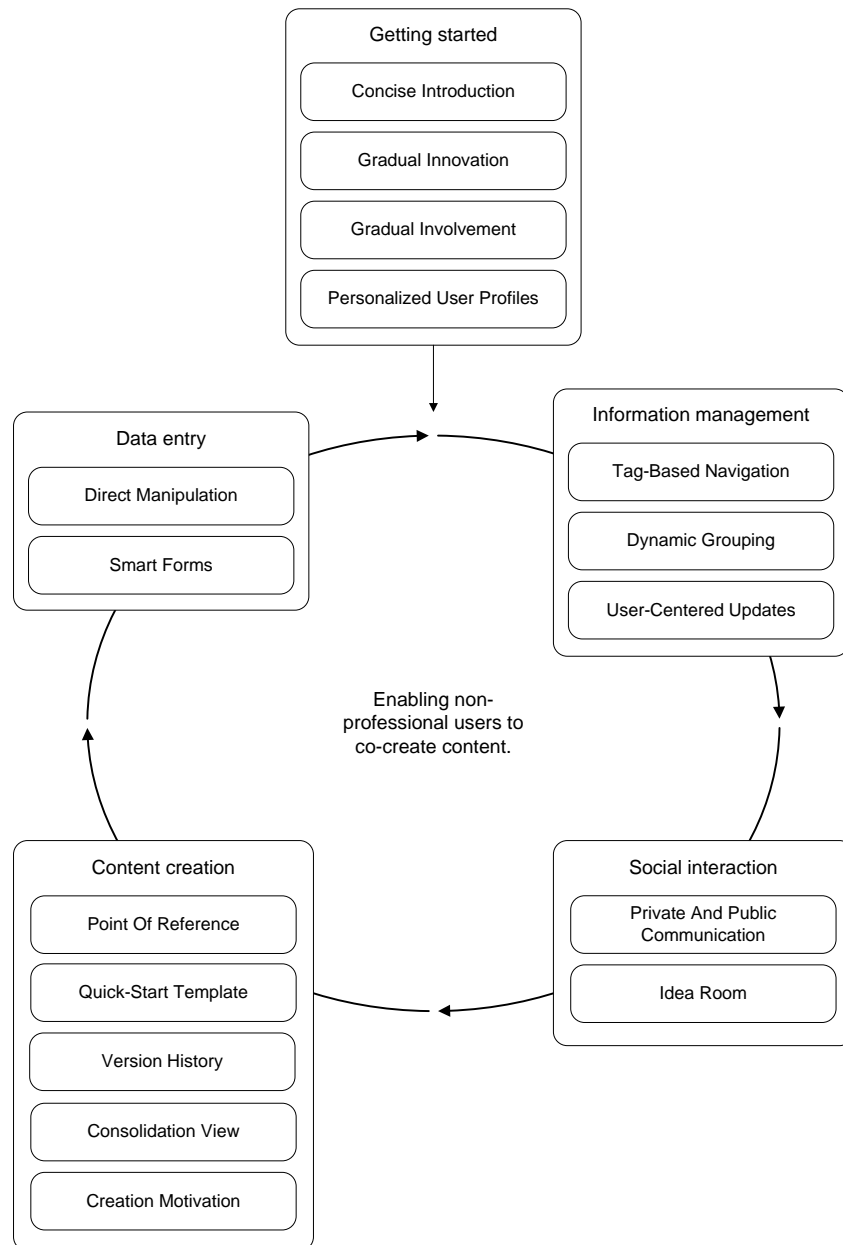 Getting started
Concise Introduction
Gradual Innovation
Gradual Involvement
Personalized User Profiles
Data entry
Direct Manipulation
Smart Forms
Information management
Tag-Based Navigation
Dynamic Grouping
User-Centered Updates
Enabling non-
professional users to
co-create content.
Content creation
Point Of Reference
Quick-Start Template
Version History
Consolidation View
Creation Motivation
Social interaction
Private And Public
Communication
Idea Room